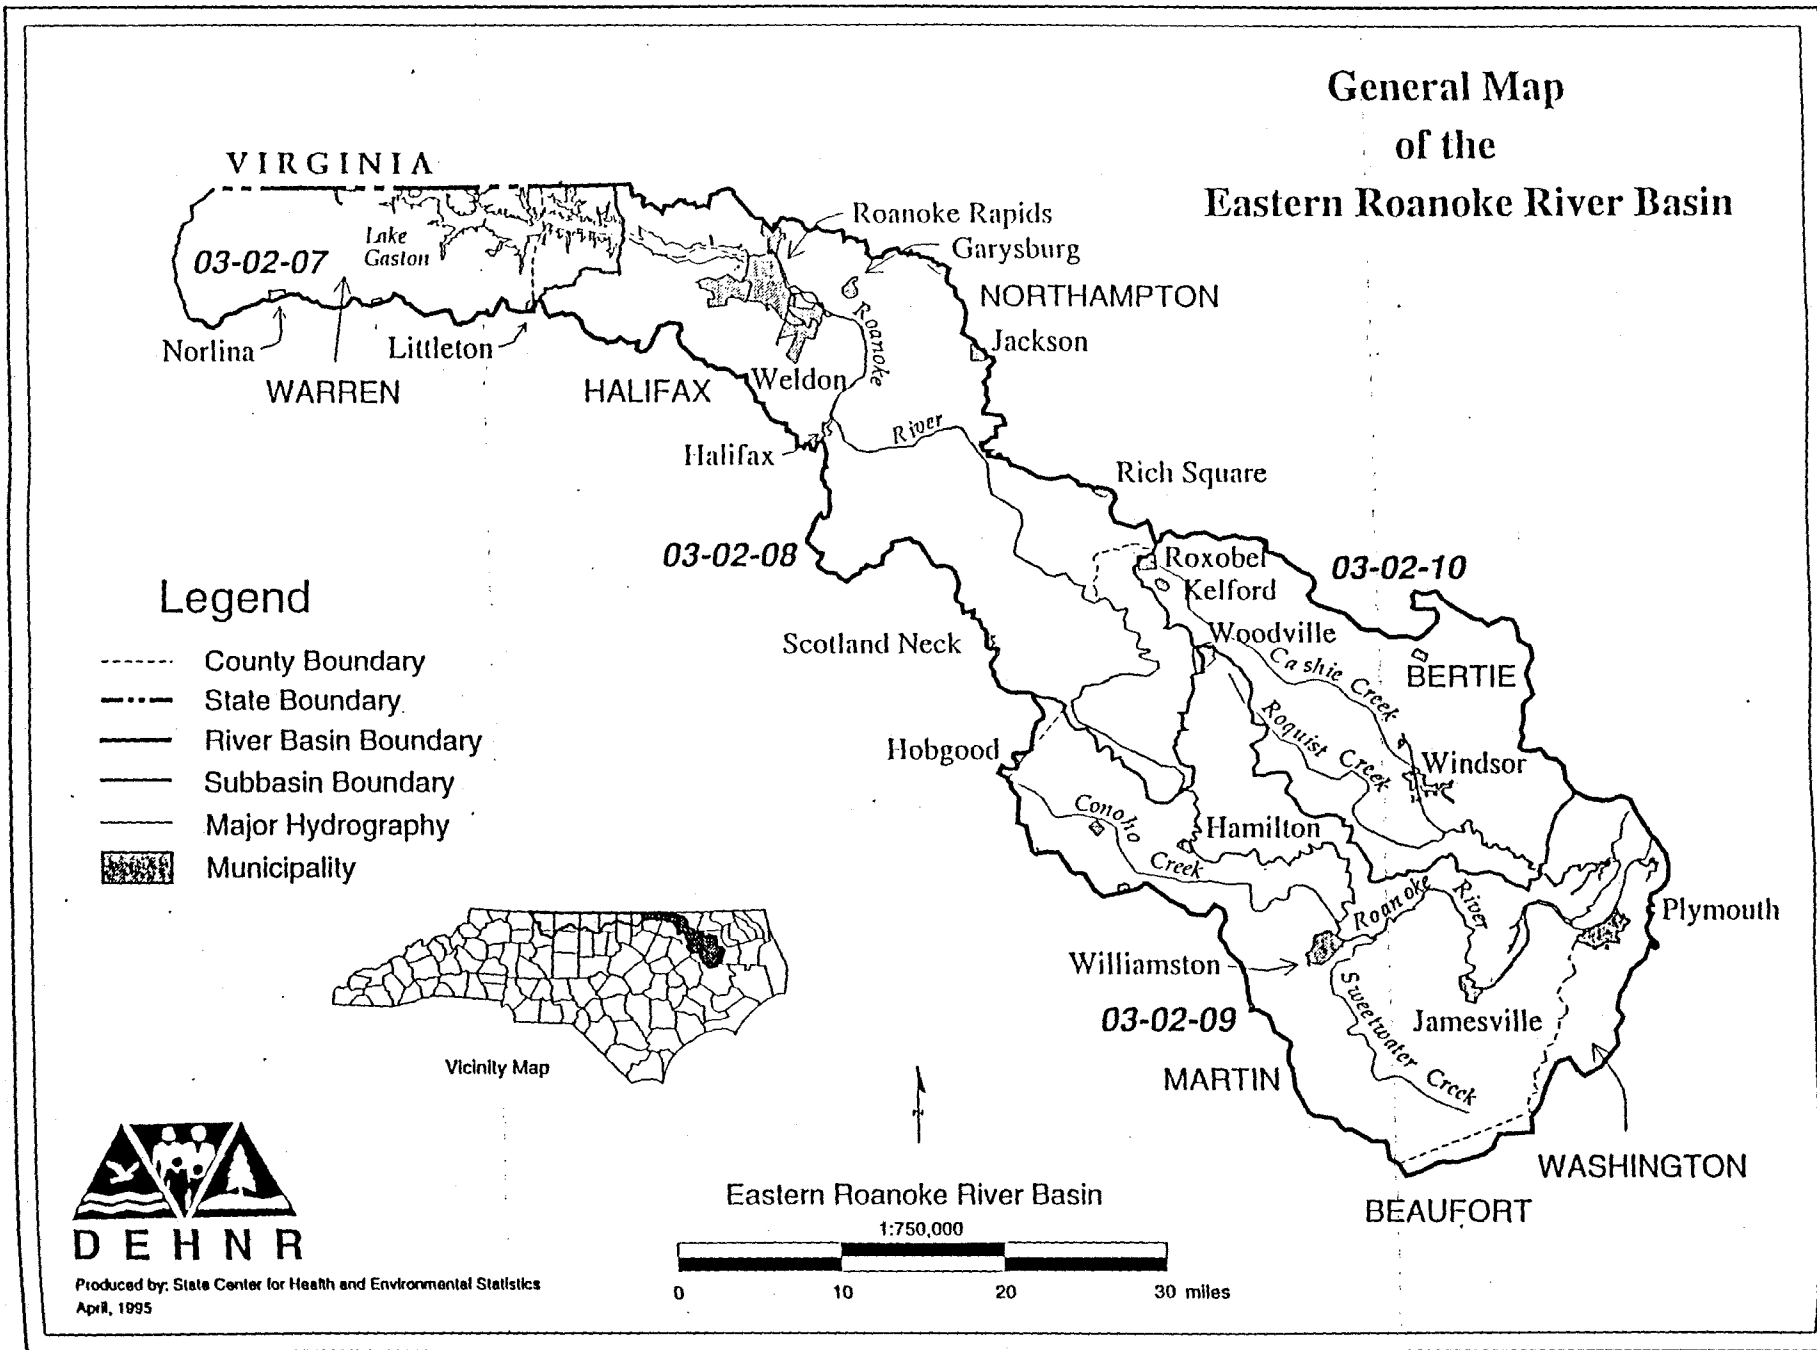 General Map
of the
Eastern Roanoke River Basin
VIRGINIA
Roanoke Rapids
Garysburg
Lake
Gaston
03-02-07
NORTHAMPTON
Roanoke
Jackson
Norlina
Littleton
WARREN
HALIFAX
Weldon
River
Halifax
Rich Square
03-02-08
Roxobel
03-02-10
Kelford
Legend
County Boundary
State Boundary
River Basin Boundary
Subbasin Boundary
Major Hydrography
Municipality
Scotland Neck
Woodville
Cashie Creek
BERTIE
Roquist Creek
Hobgood
Windsor
Conoho
Creek
Hamilton
Roanoke
River
Plymouth
Williamston
Sweetwater Creek
03-02-09
Jamesville
MARTIN
WASHINGTON
BEAUFORT
Vicinity Map
Eastern Roanoke River Basin
1:750,000
0 10 20 30 miles
DEHNR
Produced by: State Center for Health and Environmental Statistics
April, 1995